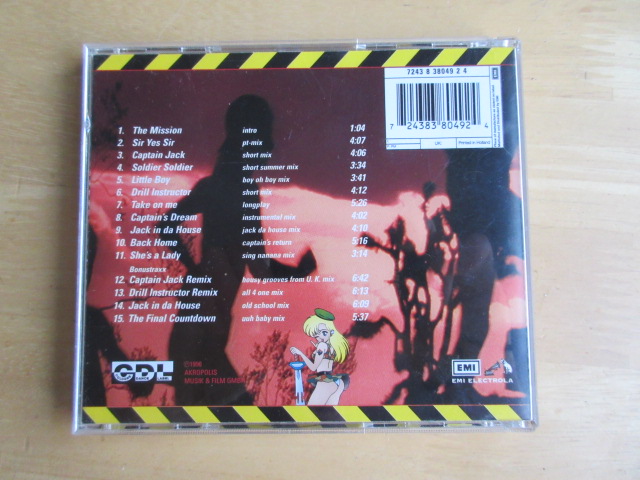 7243 8 38049 2 4
7 24383 80492 4
UK:
Printed in Holland
1. The Mission intro 1:04
2. Sir Yes Sir pt-mix 4:07
3. Captain Jack short mix 4:06
4. Soldier Soldier short summer mix 3:34
5. Little Boy boy oh boy mix 3:41
6. Drill Instructor short mix 4:12
7. Take on me longplay 5:26
8. Captain's Dream instrumental mix 4:02
9. Jack in da House jack da house mix 4:10
10. Back Home captain's return 5:16
11. She's a Lady sing nanana mix 3:14
Bonustraxx
12. Captain Jack Remix housy grooves from U.K. mix 6:42
13. Drill Instructor Remix all 4 one mix 6:13
14. Jack in da House old school mix 6:09
15. The Final Countdown uuh baby mix 5:37
CDL
DANCE LABEL
©1996
AKROPOLIS
MUSIK & FILM GMBH
EMI
EMI ELECTROLA